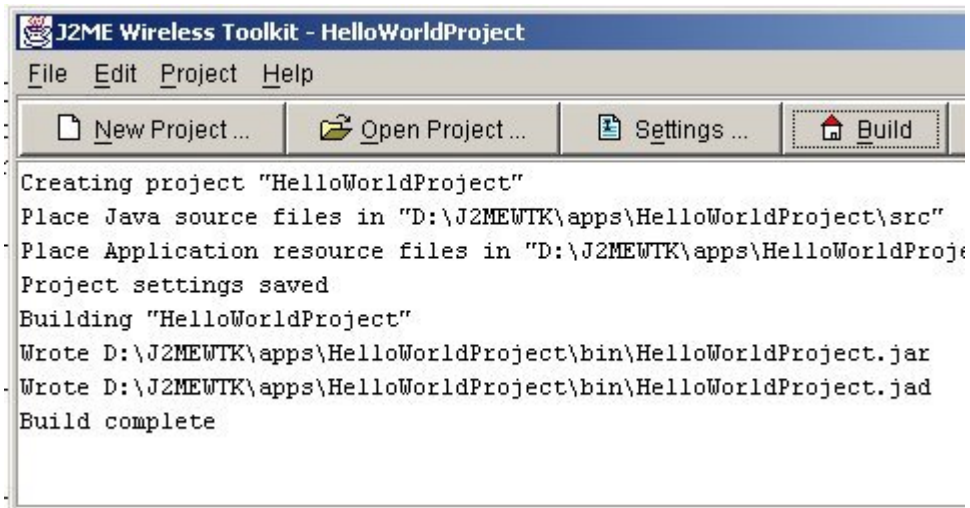 J2ME Wireless Toolkit - HelloWorldProject
File Edit Project Help
New Project ... Open Project ... Settings ... Build
Creating project "HelloWorldProject"
Place Java source files in "D:\J2MEWTK\apps\HelloWorldProject\src"
Place Application resource files in "D:\J2MEWTK\apps\HelloWorldProje
Project settings saved
Building "HelloWorldProject"
Wrote D:\J2MEWTK\apps\HelloWorldProject\bin\HelloWorldProject.jar
Wrote D:\J2MEWTK\apps\HelloWorldProject\bin\HelloWorldProject.jad
Build complete